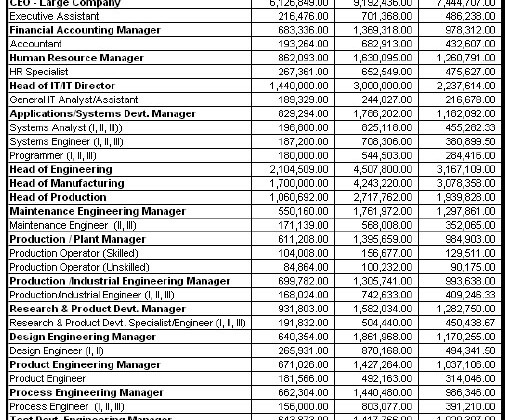 CEO - Large Company 6,126,849.00 9,192,436.00 7,444,707.00
Executive Assistant 216,476.00 701,368.00 486,238.00
Financial Accounting Manager 683,336.00 1,369,318.00 978,312.00
Accountant 193,264.00 682,913.00 432,607.00
Human Resource Manager 862,093.00 1,630,095.00 1,260,791.00
HR Specialist 267,361.00 652,549.00 475,627.00
Head of IT/IT Director 1,440,000.00 3,000,000.00 2,237,614.00
General IT Analyst/Assistant 189,329.00 244,027.00 216,678.00
Applications/Systems Devt. Manager 829,294.00 1,766,202.00 1,182,092.00
Systems Analyst (I, II, II)) 196,800.00 825,118.00 455,282.33
Systems Engineer (I, II, III) 187,200.00 708,306.00 380,899.50
Programmer (I, II, III) 180,000.00 544,503.00 284,415.00
Head of Engineering 2,104,509.00 4,507,800.00 3,167,109.00
Head of Manufacturing 1,700,000.00 4,243,220.00 3,078,358.00
Head of Production 1,060,692.00 2,717,762.00 1,939,828.00
Maintenance Engineering Manager 550,160.00 1,761,972.00 1,297,861.00
Maintenance Engineer (II, III) 171,139.00 568,008.00 352,065.00
Production / Plant Manager 611,208.00 1,395,659.00 984,903.00
Production Operator (Skilled) 104,008.00 156,677.00 129,511.00
Production Operator (Unskilled) 84,864.00 100,232.00 90,175.00
Production /Industrial Engineering Manager 699,782.00 1,305,741.00 993,638.00
Production/Industrial Engineer (I, II, III) 168,024.00 742,633.00 409,246.33
Research & Product Devt. Manager 931,803.00 1,582,034.00 1,282,750.00
Research & Product Devt. Specialist/Engineer (I, II, III) 191,832.00 504,440.00 450,438.67
Design Engineering Manager 640,354.00 1,861,968.00 1,170,255.00
Design Engineer (I, II) 265,931.00 870,168.00 494,341.50
Product Engineering Manager 671,026.00 1,427,264.00 1,037,106.00
Product Engineer 181,566.00 492,163.00 314,046.00
Process Engineering Manager 662,304.00 1,440,480.00 986,346.00
Process Engineer (I, II, III) 156,000.00 803,077.00 391,210.00